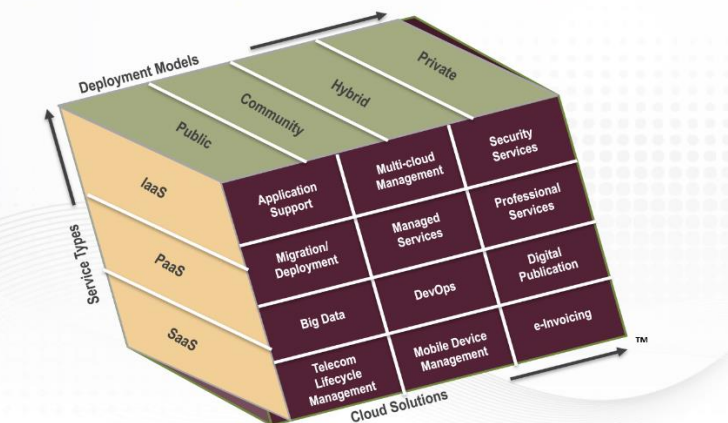 Deployment Models
Public
Community
Hybrid
Private
Service Types
IaaS
PaaS
SaaS
Application
Support
Multi-cloud
Management
Security
Services
Migration/
Deployment
Managed
Services
Professional
Services
Big Data
DevOps
Digital
Publication
Telecom
Lifecycle
Management
Mobile Device
Management
e-Invoicing
Cloud Solutions
TM